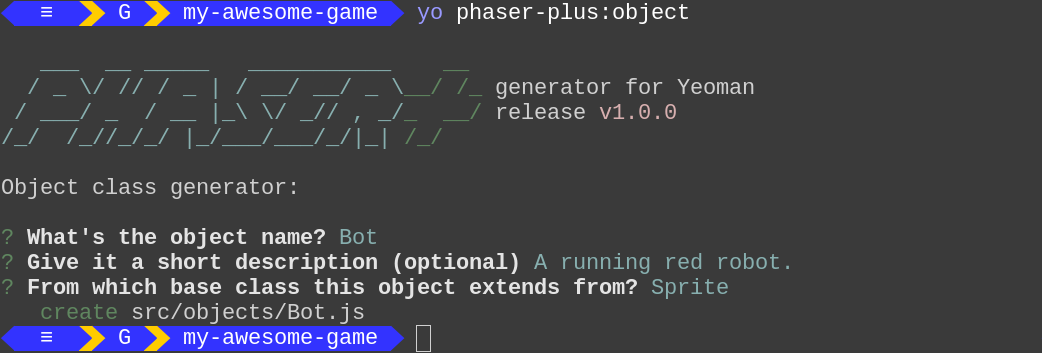 ≡ G my-awesome-game yo phaser-plus:object
    ___  __ _____   ___________    __
  / _ \/ // / _ | / __/ __/ _ \__/ /_ generator for Yeoman
 / ___/ _  / __ |_\ \/ _// , _/_  __/ release v1.0.0
/_/  /_//_/_/ |_/___/___/_/|_| /_/
Object class generator:
? What's the object name? Bot
? Give it a short description (optional) A running red robot.
? From which base class this object extends from? Sprite
   create src/objects/Bot.js
≡ G my-awesome-game